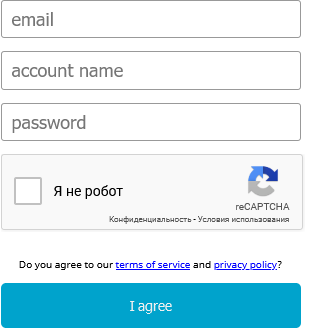 email
account name
password
Я не робот
reCAPTCHA
Конфиденциальность - Условия использования
Do you agree to our terms of service and privacy policy?
I agree